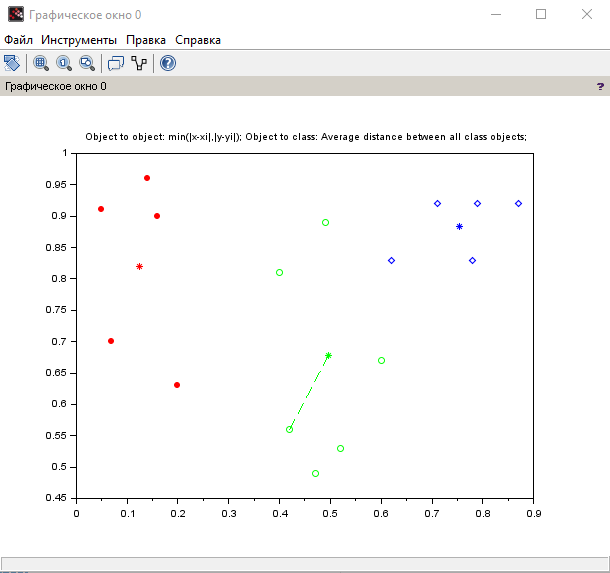 Графическое окно 0
Файл Инструменты Правка Справка
Графическое окно 0 ?
Object to object: min(|x-xi|,|y-yi|); Object to class: Average distance between all class objects;
1
0.95
0.9
0.85
0.8
0.75
0.7
0.65
0.6
0.55
0.5
0.45
0 0.1 0.2 0.3 0.4 0.5 0.6 0.7 0.8 0.9